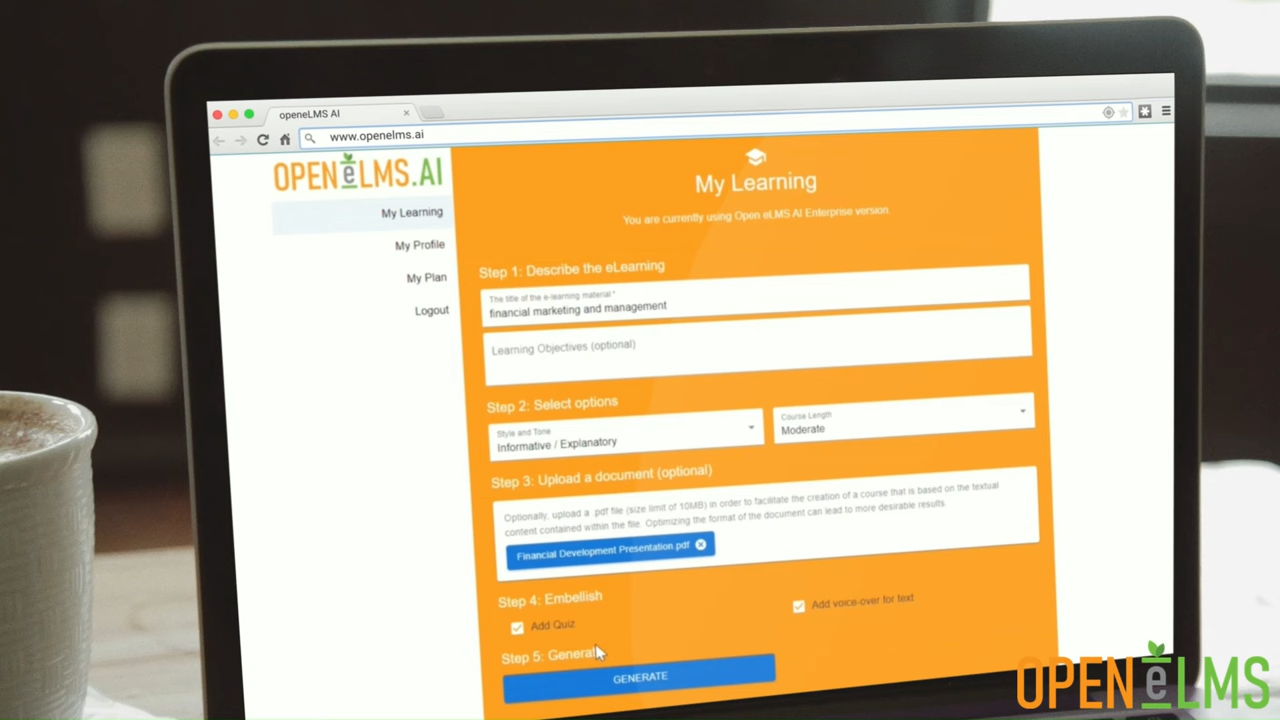 openeLMS AI
www.openelms.ai
OPENeLMS.AI
My Learning
My Profile
My Plan
Logout
My Learning
You are currently using Open eLMS AI Enterprise version.
Step 1: Describe the eLearning
The title of the e-learning material *
financial marketing and management
Learning Objectives (optional)
Step 2: Select options
Style and Tone
Informative / Explanatory
Course Length
Moderate
Step 3: Upload a document (optional)
Optionally, upload a .pdf file (size limit of 10MB) in order to facilitate the creation of a course that is based on the textual
content contained within the file. Optimizing the format of the document can lead to more desirable results
Financial Development Presentation.pdf
Step 4: Embellish
Add Quiz
Add voice-over for text
Step 5: Generat
GENERATE
OPENeLMS